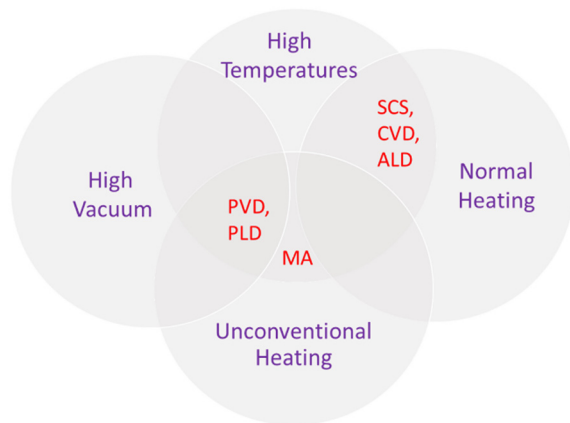 High
Temperatures
SCS,
CVD,
ALD
High
Vacuum
Normal
Heating
PVD,
PLD
MA
Unconventional
Heating